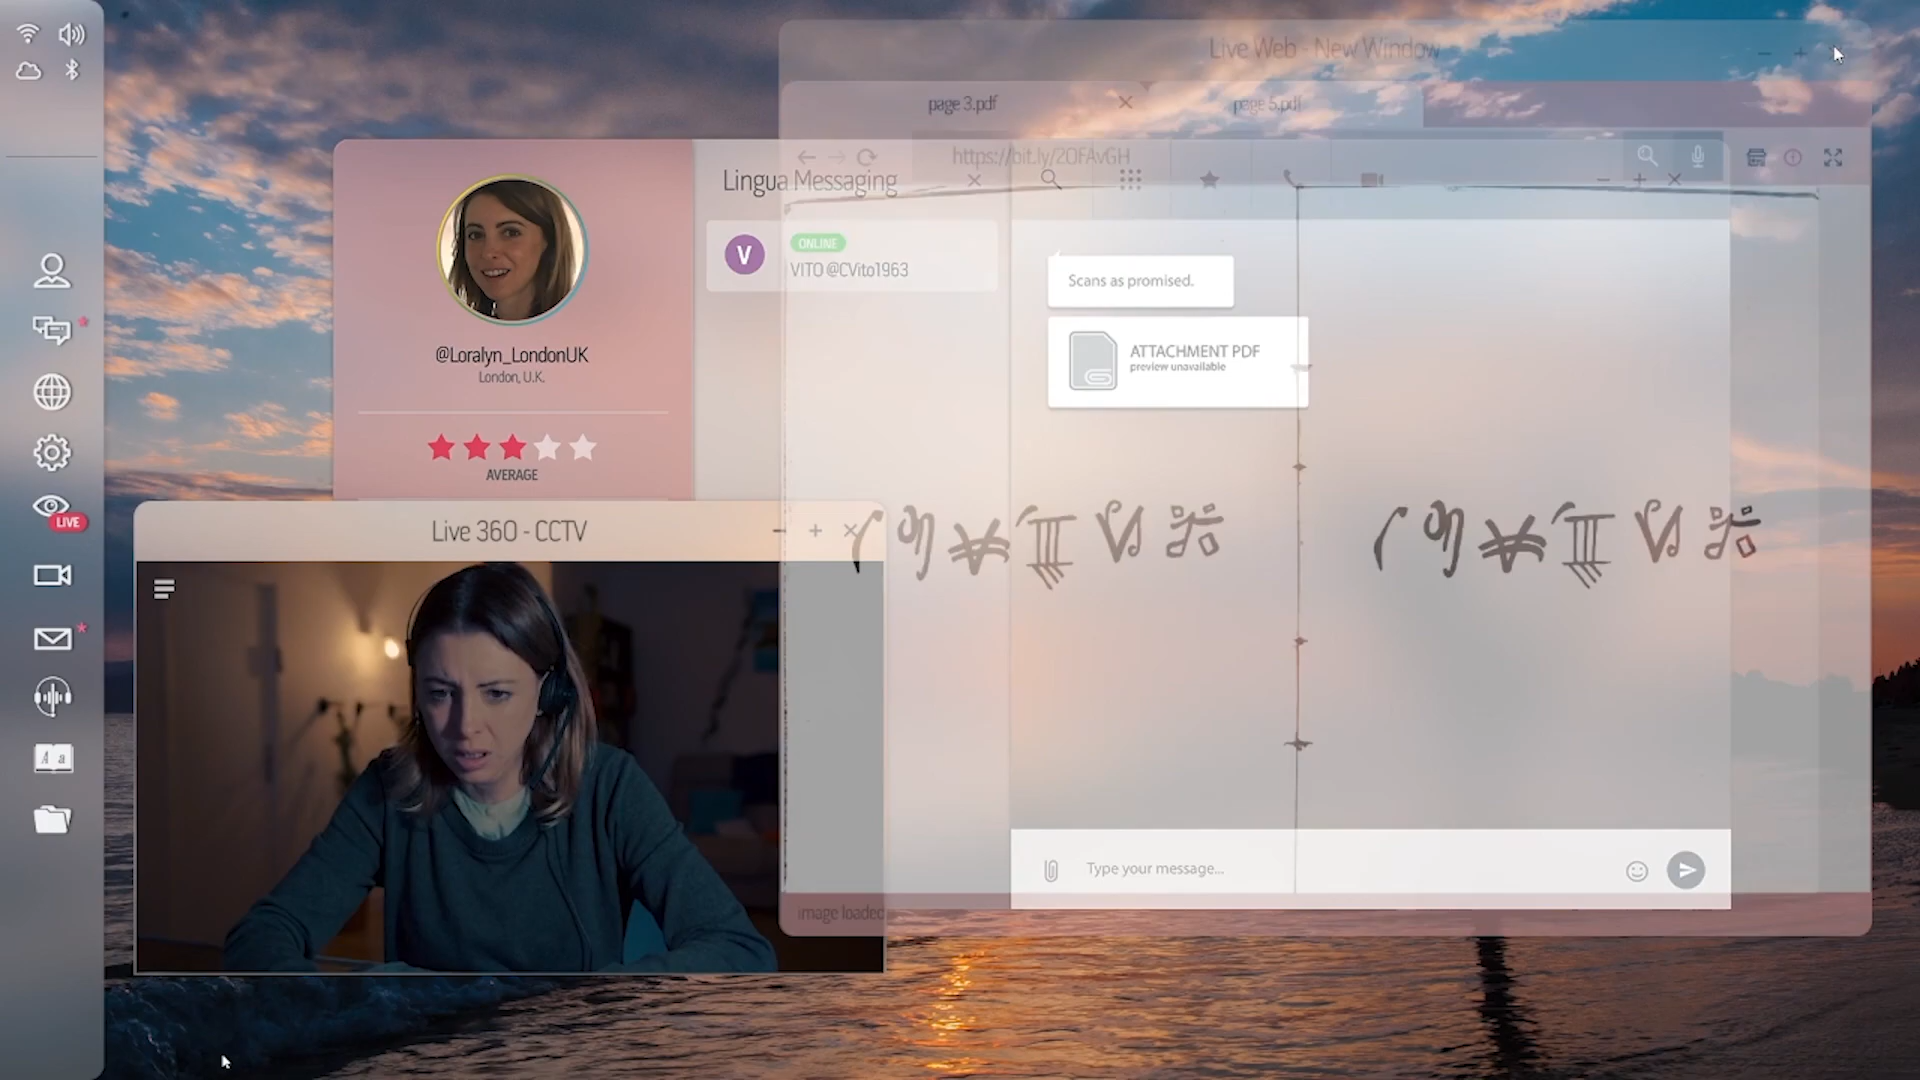 Live Web - New Window
page 3.pdf
page 5.pdf
https://bit.ly/2OFAvGH
Lingua Messaging
V
ONLINE
VITO @CVito1963
Scans as promised.
ATTACHMENT PDF
preview unavailable
@Loralyn_LondonUK
London, U.K.
AVERAGE
LIVE
Live 360 - CCTV
A a
Type your message...
image loaded